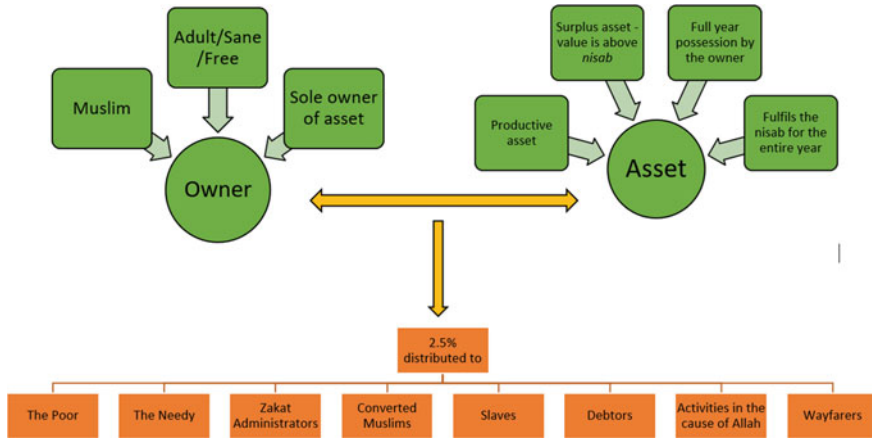 Muslim
Adult/Sane
/Free
Sole owner
of asset
Owner
Productive
asset
Surplus asset -
value is above
nisab
Full year
possession by
the owner
Fulfils the
nisab for the
entire year
Asset
2.5%
distributed to
The Poor
The Needy
Zakat
Administrators
Converted
Muslims
Slaves
Debtors
Activities in the
cause of Allah
Wayfarers